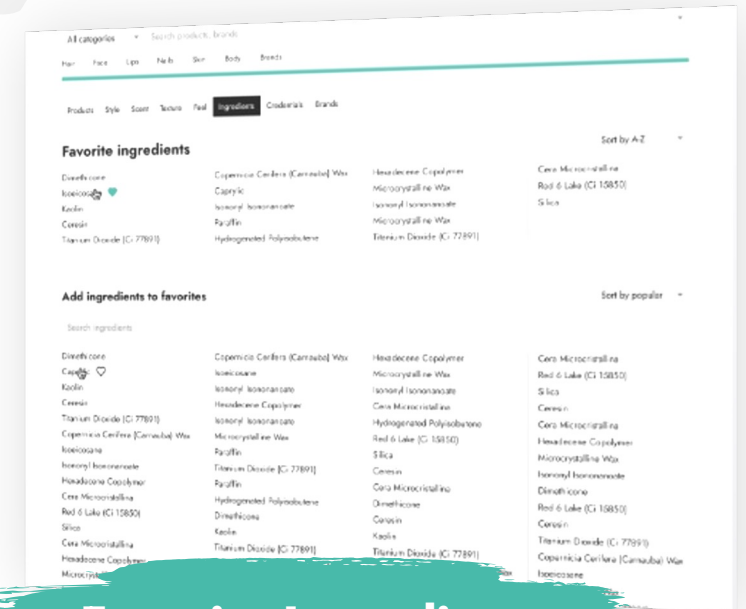 All categories Search products, brands
Hair Face Lips Nails Skin Body Brands
Products Style Scent Texture Feel Ingredients Credentials Brands
Sort by A-Z
Favorite ingredients
Dimethicone Copernicia Cerifera (Carnauba) Wax Hexadecene Copolymer Cera Microcristallina
Isoeicosane Caprylic Microcrystalline Wax Red 6 Lake (Ci 15850)
Kaolin Isononyl Isononanoate Isononyl Isononanoate Silica
Ceresin Paraffin Microcrystalline Wax
Titanium Dioxide (Ci 77891) Hydrogenated Polyisobutene Titanium Dioxide (Ci 77891)
Add ingredients to favorites Sort by popular
Search ingredients
Dimethicone Copernicia Cerifera (Carnauba) Wax Hexadecene Copolymer Cera Microcristallina
Caprylic Isoeicosane Microcrystalline Wax Red 6 Lake (Ci 15850)
Kaolin Isononyl Isononanoate Isononyl Isononanoate Silica
Ceresin Hexadecene Copolymer Cera Microcristallina Ceresin
Titanium Dioxide (Ci 77891) Isononyl Isononanoate Hydrogenated Polyisobutene Cera Microcristallina
Copernicia Cerifera (Carnauba) Wax Microcrystalline Wax Red 6 Lake (Ci 15850) Hexadecene Copolymer
Isoeicosane Paraffin Silica Microcrystalline Wax
Isononyl Isononanoate Titanium Dioxide (Ci 77891) Ceresin Isononyl Isononanoate
Hexadecene Copolymer Paraffin Cera Microcristallina Dimethicone
Cera Microcristallina Hydrogenated Polyisobutene Dimethicone Red 6 Lake (Ci 15850)
Red 6 Lake (Ci 15850) Dimethicone Ceresin Ceresin
Silica Kaolin Kaolin Titanium Dioxide (Ci 77891)
Cera Microcristallina Titanium Dioxide (Ci 77891) Titanium Dioxide (Ci 77891) Copernicia Cerifera (Carnauba) Wax
Hexadecene Copolymer Isoeicosane